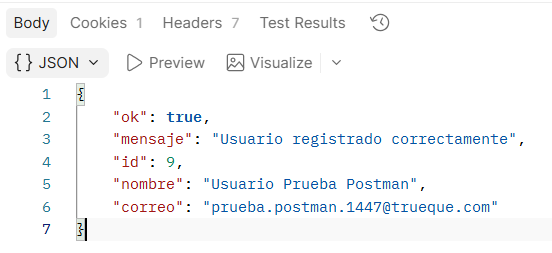 Body Cookies 1 Headers 7 Test Results
{} JSON Preview Visualize
1 {
2 "ok": true,
3 "mensaje": "Usuario registrado correctamente",
4 "id": 9,
5 "nombre": "Usuario Prueba Postman",
6 "correo": "prueba.postman.1447@trueque.com"
7 }